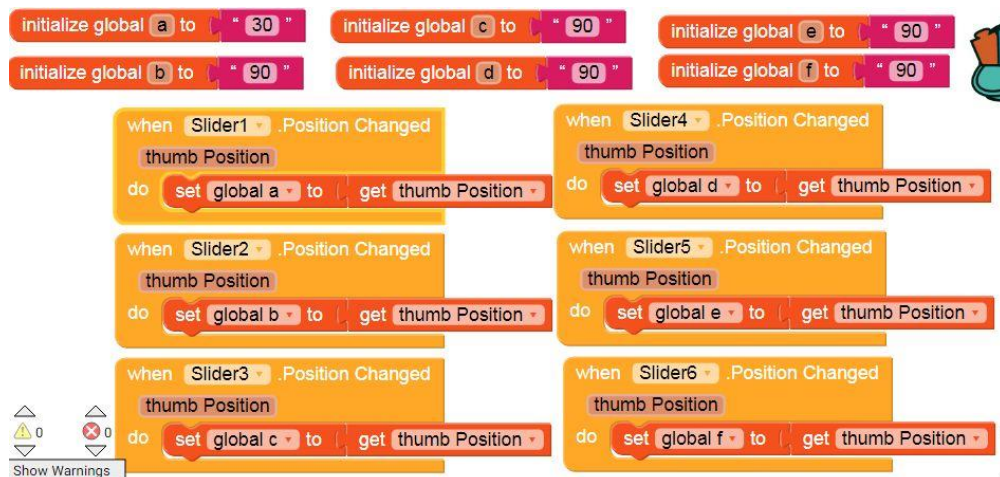 initialize global a to " 30 "
initialize global c to " 90 "
initialize global e to " 90 "
initialize global b to " 90 "
initialize global d to " 90 "
initialize global f to " 90 "
when Slider1 .Position Changed
thumb Position
do set global a to get thumb Position
when Slider4 .Position Changed
thumb Position
do set global d to get thumb Position
when Slider2 .Position Changed
thumb Position
do set global b to get thumb Position
when Slider5 .Position Changed
thumb Position
do set global e to get thumb Position
when Slider3 .Position Changed
thumb Position
do set global c to get thumb Position
when Slider6 .Position Changed
thumb Position
do set global f to get thumb Position
0 0
Show Warnings